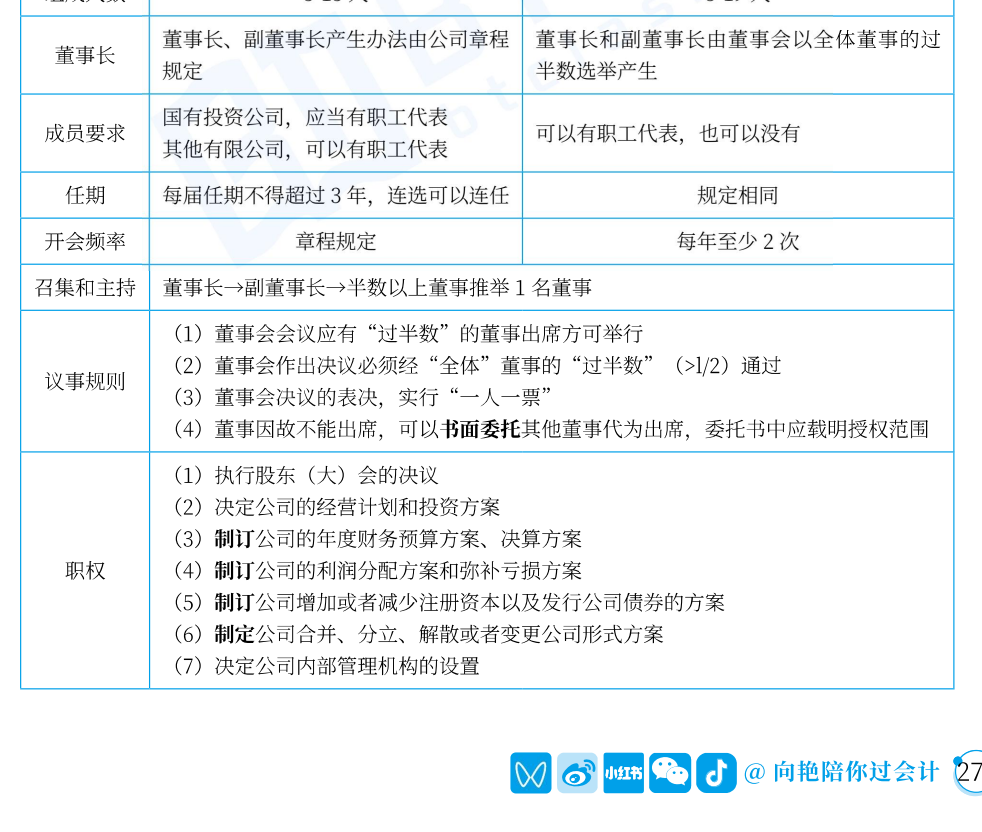 董事长
董事长、副董事长产生办法由公司章程
规定
董事长和副董事长由董事会以全体董事的过
半数选举产生
成员要求
国有投资公司，应当有职工代表
其他有限公司，可以有职工代表
可以有职工代表，也可以没有
任期
每届任期不得超过 3 年，连选可以连任
规定相同
开会频率
章程规定
每年至少 2 次
召集和主持
董事长→副董事长→半数以上董事推举 1 名董事
议事规则
（1）董事会会议应有“过半数”的董事出席方可举行
（2）董事会作出决议必须经“全体”董事的“过半数”（>l/2）通过
（3）董事会决议的表决，实行“一人一票”
（4）董事因故不能出席，可以书面委托其他董事代为出席，委托书中应载明授权范围
职权
（1）执行股东（大）会的决议
（2）决定公司的经营计划和投资方案
（3）制订公司的年度财务预算方案、决算方案
（4）制订公司的利润分配方案和弥补亏损方案
（5）制订公司增加或者减少注册资本以及发行公司债券的方案
（6）制定公司合并、分立、解散或者变更公司形式方案
（7）决定公司内部管理机构的设置
小红书
@ 向艳陪你过会计
27